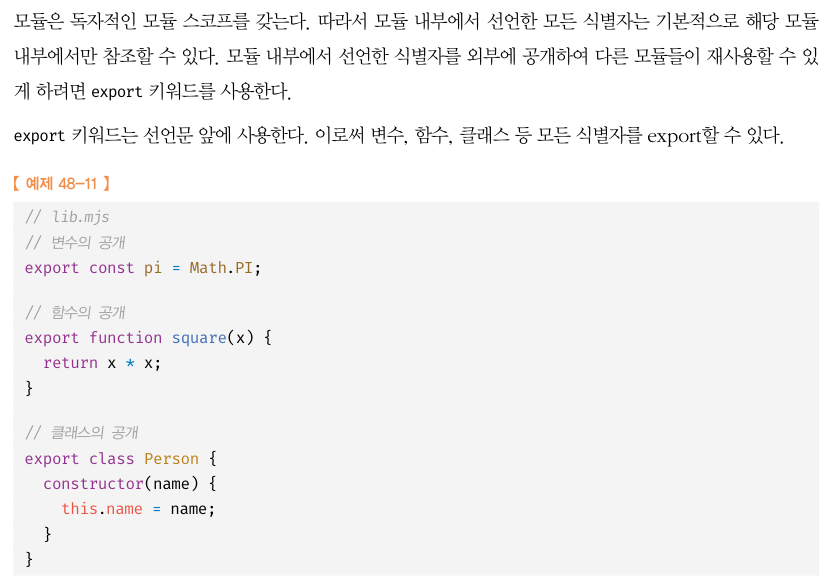 모듈은 독자적인 모듈 스코프를 갖는다. 따라서 모듈 내부에서 선언한 모든 식별자는 기본적으로 해당 모듈
내부에서만 참조할 수 있다. 모듈 내부에서 선언한 식별자를 외부에 공개하여 다른 모듈들이 재사용할 수 있
게 하려면 export 키워드를 사용한다.
export 키워드는 선언문 앞에 사용한다. 이로써 변수, 함수, 클래스 등 모든 식별자를 export할 수 있다.
【 예제 48-11 】
// lib.mjs
// 변수의 공개
export const pi = Math.PI;
// 함수의 공개
export function square(x) {
  return x * x;
}
// 클래스의 공개
export class Person {
  constructor(name) {
    this.name = name;
  }
}